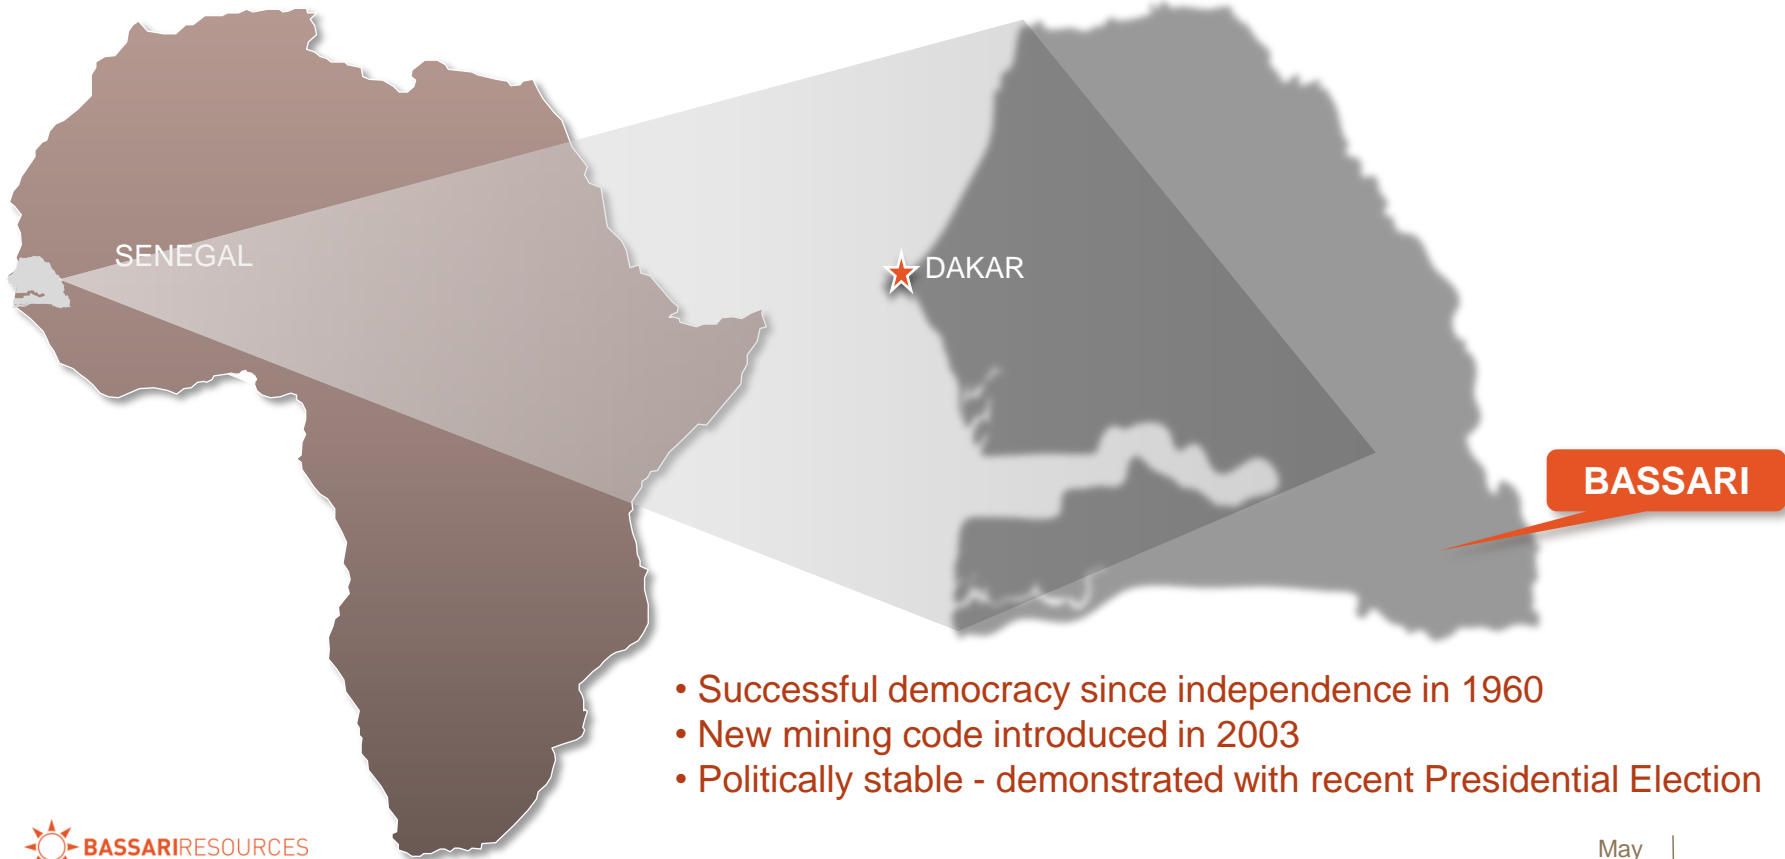 SENEGAL
DAKAR
BASSARI
• Successful democracy since independence in 1960
• New mining code introduced in 2003
• Politically stable - demonstrated with recent Presidential Election
BASSARIRESOURCES
May